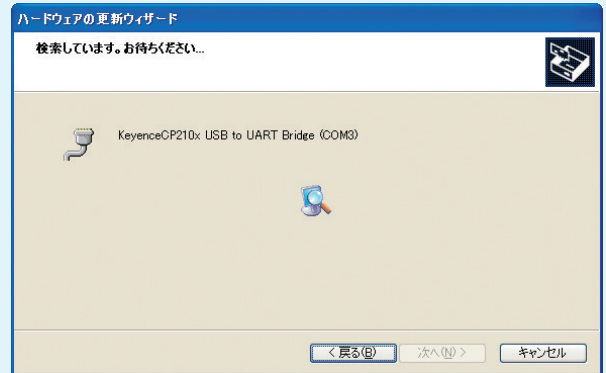 ハードウェアの更新ウィザード
検索しています。お待ちください...
KeyenceCP210x USB to UART Bridge (COM3)
< 戻る(B) 次へ(N) > キャンセル